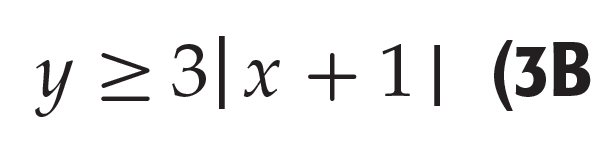 y ≥ 3|x + 1| (3B